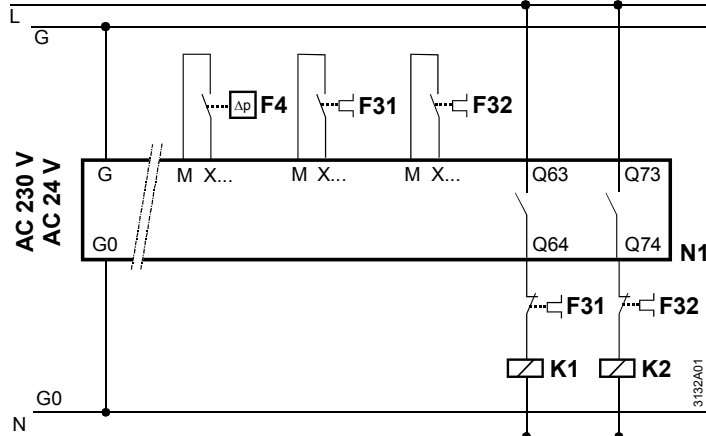 L
G
Δp F4 F31 F32
AC 230 V
AC 24 V
G M X... M X... M X... Q63 Q73
G0 Q64 Q74
N1
F31 F32
K1 K2
3132A01
G0
N